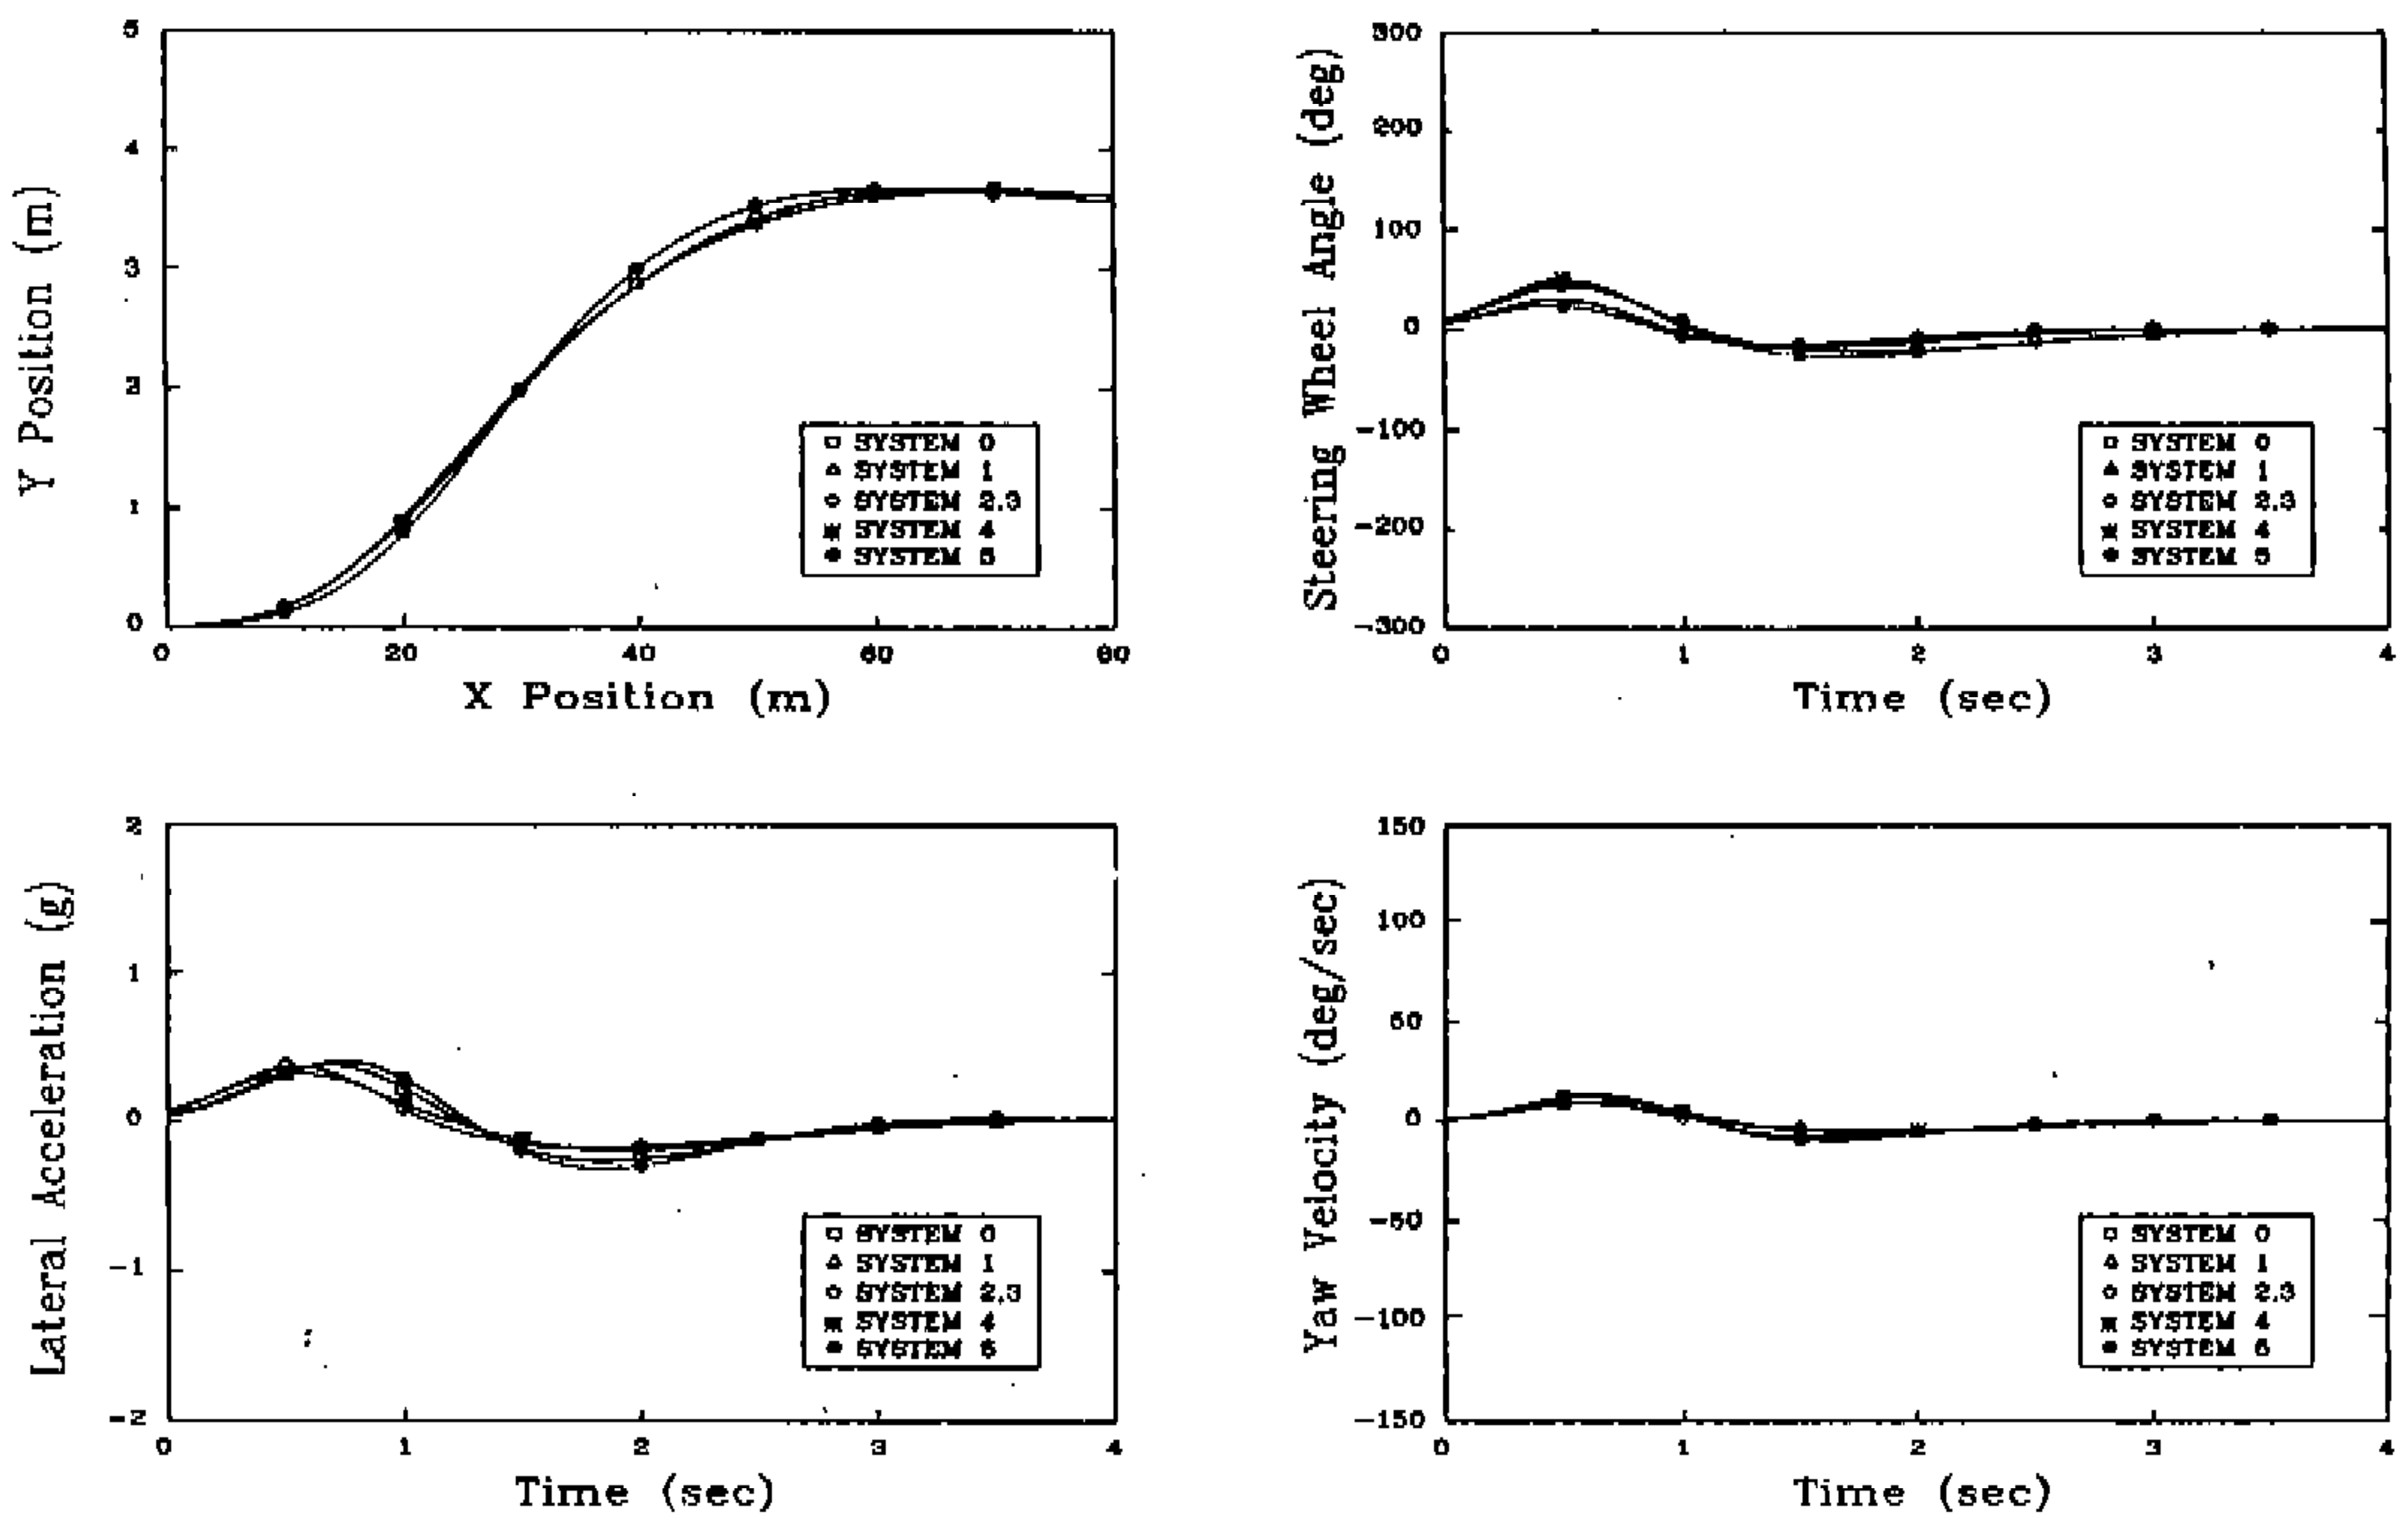 5
4
3
2
1
0
Y Position (m)
0 20 40 60 80
X Position (m)
□ SYSTEM 0
△ SYSTEM 1
○ SYSTEM 2,3
SYSTEM 4
● SYSTEM 5
300
200
100
0
-100
-200
-300
Steering Wheel Angle (deg)
0 1 2 3 4
Time (sec)
□ SYSTEM 0
▲ SYSTEM 1
○ SYSTEM 2,3
SYSTEM 4
● SYSTEM 5
2
1
0
-1
-2
Lateral Acceleration (g)
0 1 2 3 4
Time (sec)
□ SYSTEM 0
△ SYSTEM 1
○ SYSTEM 2,3
SYSTEM 4
● SYSTEM 5
150
100
50
0
-50
-100
-150
Yaw Velocity (deg/sec)
0 1 2 3 4
Time (sec)
□ SYSTEM 0
△ SYSTEM 1
○ SYSTEM 2,3
SYSTEM 4
● SYSTEM 5